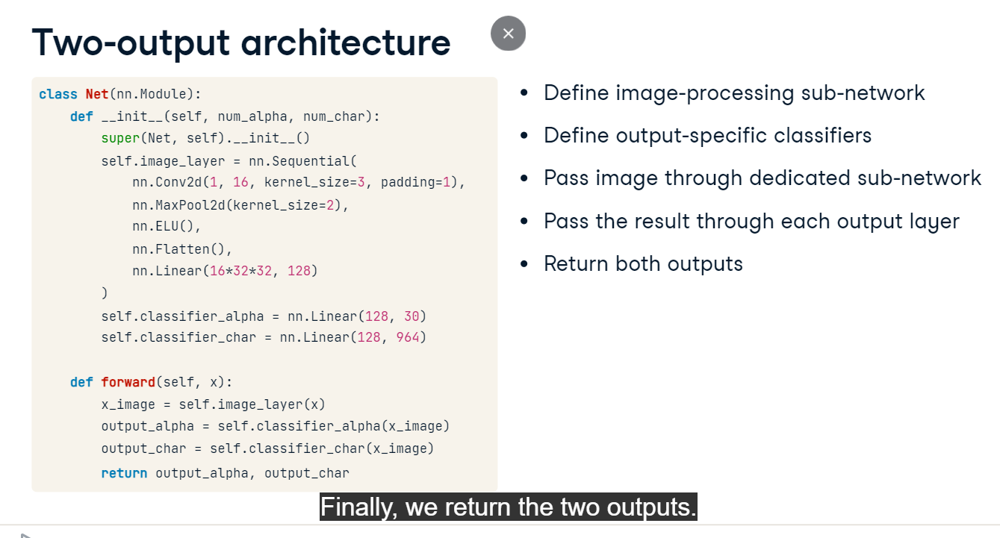 Two-output architecture
class Net(nn.Module):
    def __init__(self, num_alpha, num_char):
        super(Net, self).__init__()
        self.image_layer = nn.Sequential(
            nn.Conv2d(1, 16, kernel_size=3, padding=1),
            nn.MaxPool2d(kernel_size=2),
            nn.ELU(),
            nn.Flatten(),
            nn.Linear(16*32*32, 128)
        )
        self.classifier_alpha = nn.Linear(128, 30)
        self.classifier_char = nn.Linear(128, 964)
    def forward(self, x):
        x_image = self.image_layer(x)
        output_alpha = self.classifier_alpha(x_image)
        output_char = self.classifier_char(x_image)
        return output_alpha, output_char
• Define image-processing sub-network
• Define output-specific classifiers
• Pass image through dedicated sub-network
• Pass the result through each output layer
• Return both outputs
Finally, we return the two outputs.